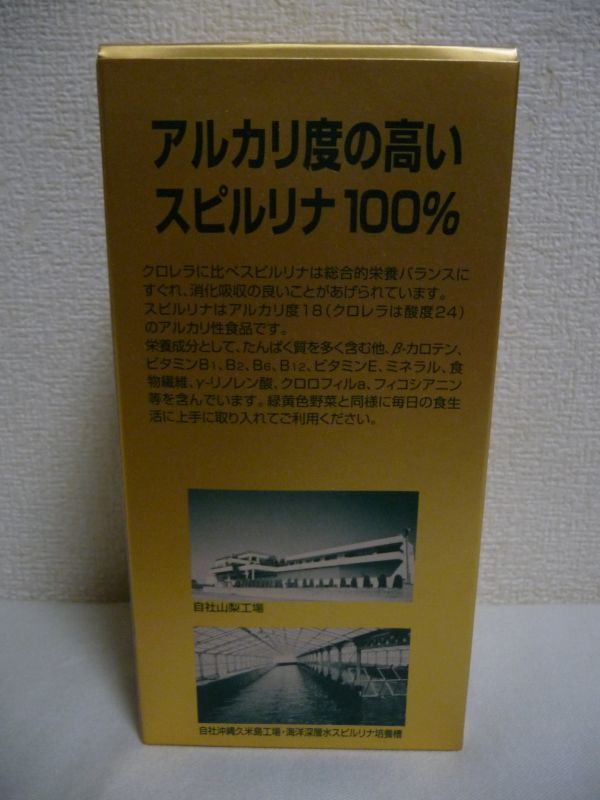 アルカリ度の高い
スピルリナ100%
クロレラに比べスピルリナは総合的栄養バランスに
すぐれ、消化吸収の良いことがあげられています。
スピルリナはアルカリ度18(クロレラは酸度24)
のアルカリ性食品です。
栄養成分として、たんぱく質を多く含む他、β-カロテン、
ビタミンB1、B2、B6、B12、ビタミンE、ミネラル、食
物繊維、γ-リノレン酸、クロロフィルa、フィコシアニン
等を含んでいます。緑黄色野菜と同様に毎日の食生
活に上手に取り入れてご利用ください。
自社山梨工場
自社沖縄久米島工場・海洋深層水スピルリナ培養槽